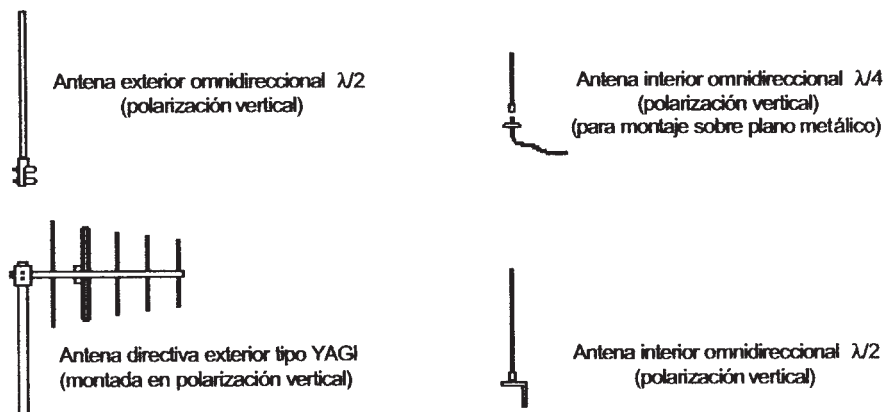 Antena exterior omnidireccional λ/2
(polarización vertical)
Antena interior omnidireccional λ/4
(polarización vertical)
(para montaje sobre plano metálico)
Antena directiva exterior tipo YAGI
(montada en polarización vertical)
Antena interior omnidireccional λ/2
(polarización vertical)